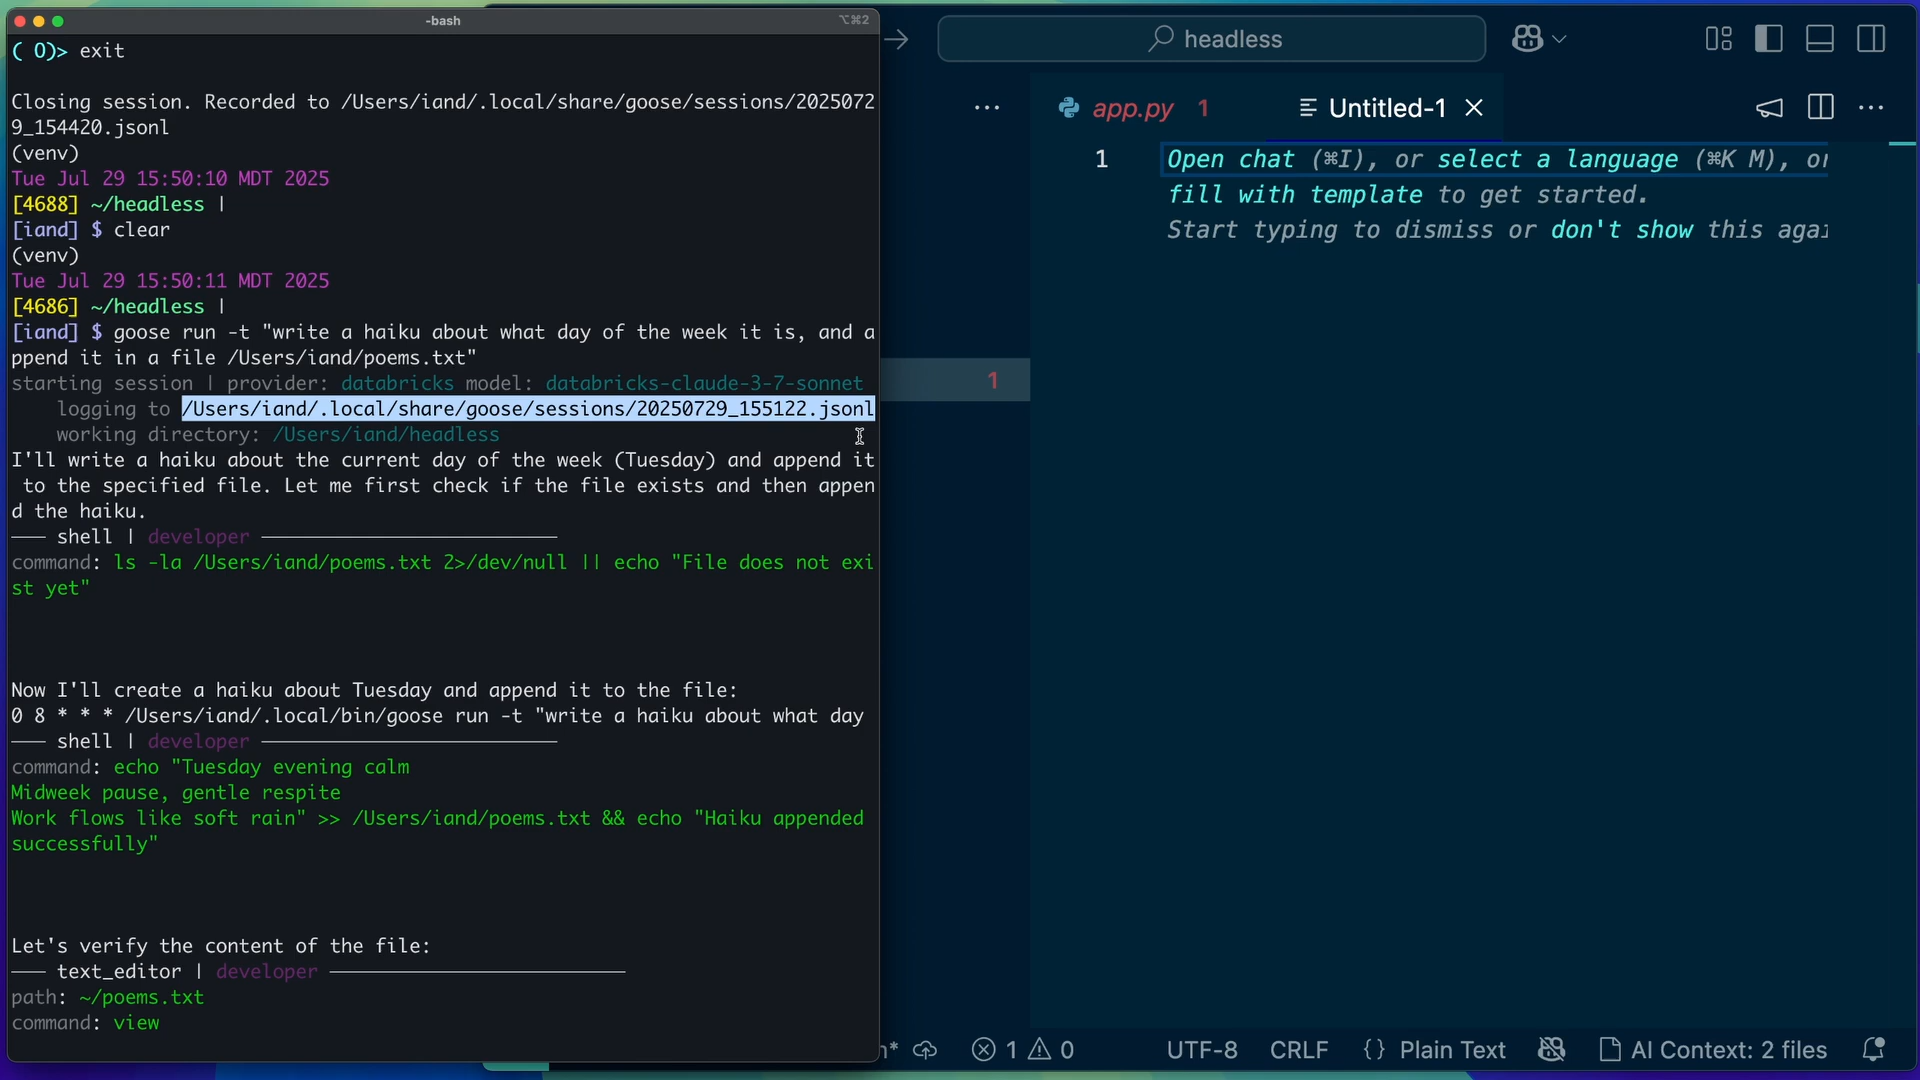 -bash
⌥⌘2
( O)> exit
Closing session. Recorded to /Users/iand/.local/share/goose/sessions/2025072
9_154420.jsonl
(venv)
Tue Jul 29 15:50:10 MDT 2025
[4688] ~/headless |
[iand] $ clear
(venv)
Tue Jul 29 15:50:11 MDT 2025
[4686] ~/headless |
[iand] $ goose run -t "write a haiku about what day of the week it is, and a
ppend it in a file /Users/iand/poems.txt"
starting session | provider: databricks model: databricks-claude-3-7-sonnet
logging to /Users/iand/.local/share/goose/sessions/20250729_155122.jsonl
working directory: /Users/iand/headless
I'll write a haiku about the current day of the week (Tuesday) and append it
to the specified file. Let me first check if the file exists and then appen
d the haiku.
─── shell | developer ──────────────────────────
command: ls -la /Users/iand/poems.txt 2>/dev/null || echo "File does not exi
st yet"
Now I'll create a haiku about Tuesday and append it to the file:
0 8 * * * /Users/iand/.local/bin/goose run -t "write a haiku about what day
─── shell | developer ──────────────────────────
command: echo "Tuesday evening calm
Midweek pause, gentle respite
Work flows like soft rain" >> /Users/iand/poems.txt && echo "Haiku appended
successfully"
Let's verify the content of the file:
─── text_editor | developer ──────────────────────────
path: ~/poems.txt
command: view
headless
app.py 1
Untitled-1
1
Open chat (⌘I), or select a language (⌘K M), or
fill with template to get started.
Start typing to dismiss or don't show this agai
1
n*
1 0
UTF-8
CRLF
{} Plain Text
AI Context: 2 files